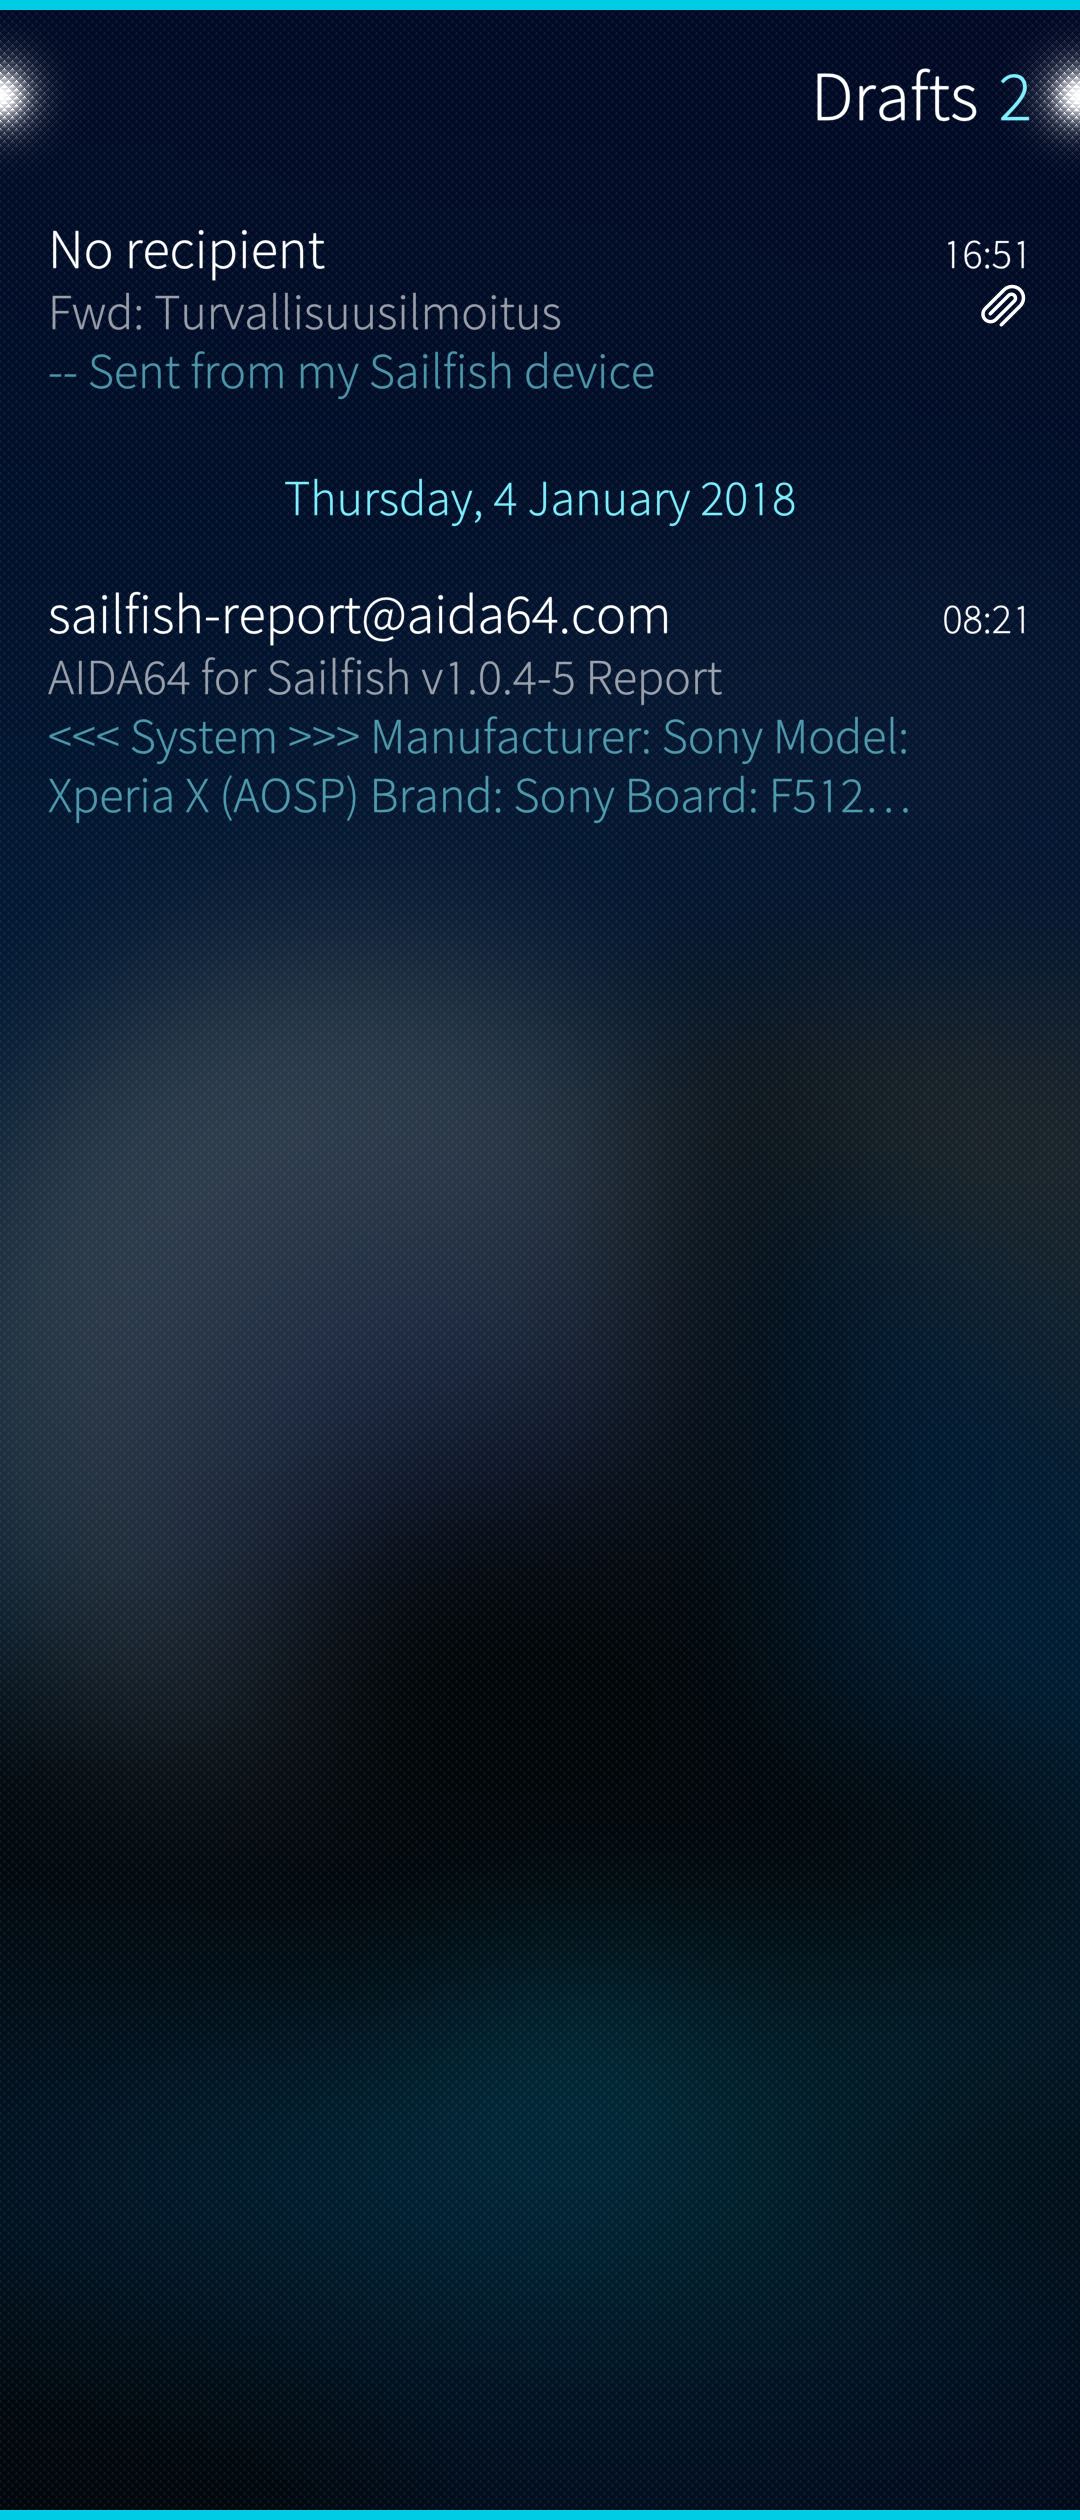 Drafts 2
No recipient 16:51
Fwd: Turvallisuusilmoitus
-- Sent from my Sailfish device
Thursday, 4 January 2018
sailfish-report@aida64.com 08:21
AIDA64 for Sailfish v1.0.4-5 Report
<<< System >>> Manufacturer: Sony Model:
Xperia X (AOSP) Brand: Sony Board: F512…